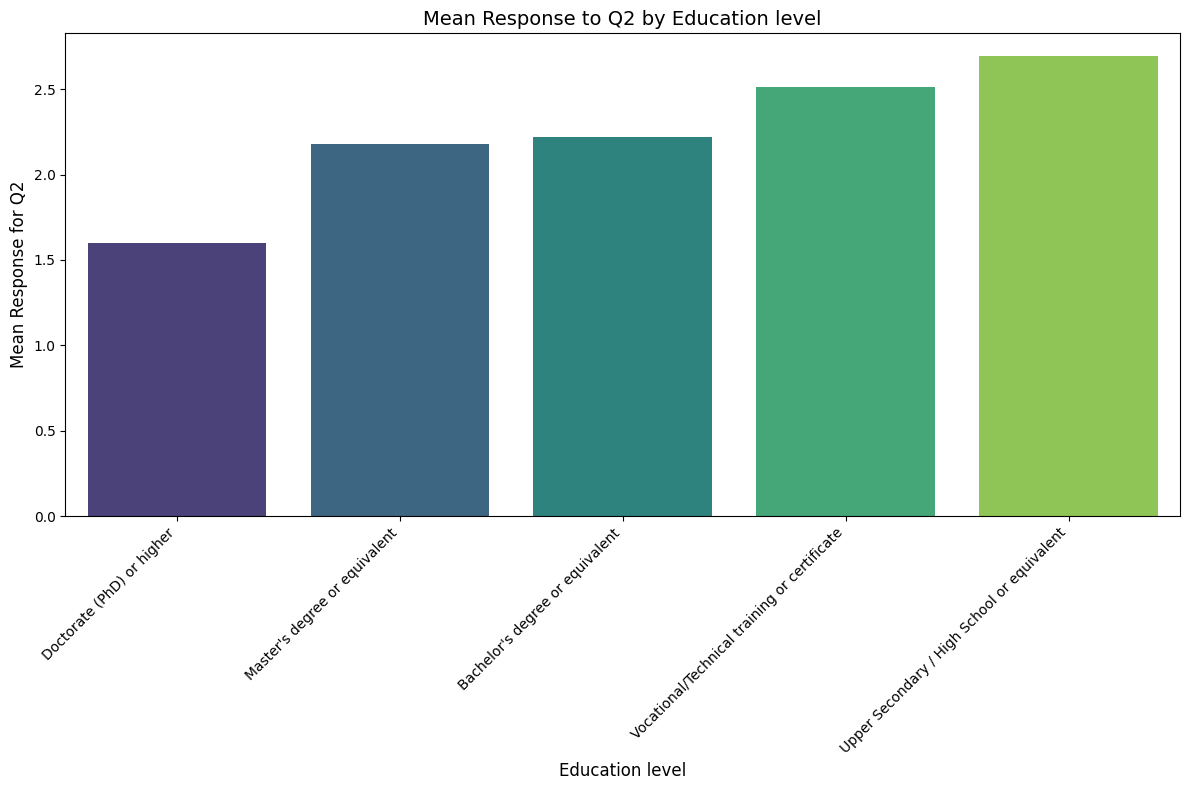 Mean Response to Q2 by Education level
Mean Response for Q2
2.5
2.0
1.5
1.0
0.5
0.0
Doctorate (PhD) or higher
Master's degree or equivalent
Bachelor's degree or equivalent
Vocational/Technical training or certificate
Upper Secondary / High School or equivalent
Education level